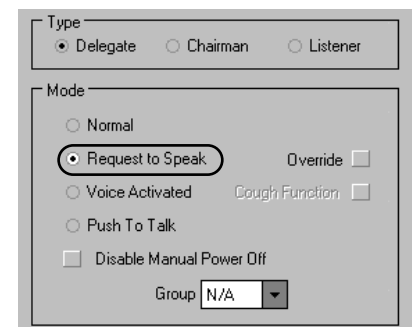 Type
Delegate Chairman Listener
Mode
Normal
Request to Speak Override
Voice Activated Cough Function
Push To Talk
Disable Manual Power Off
Group N/A